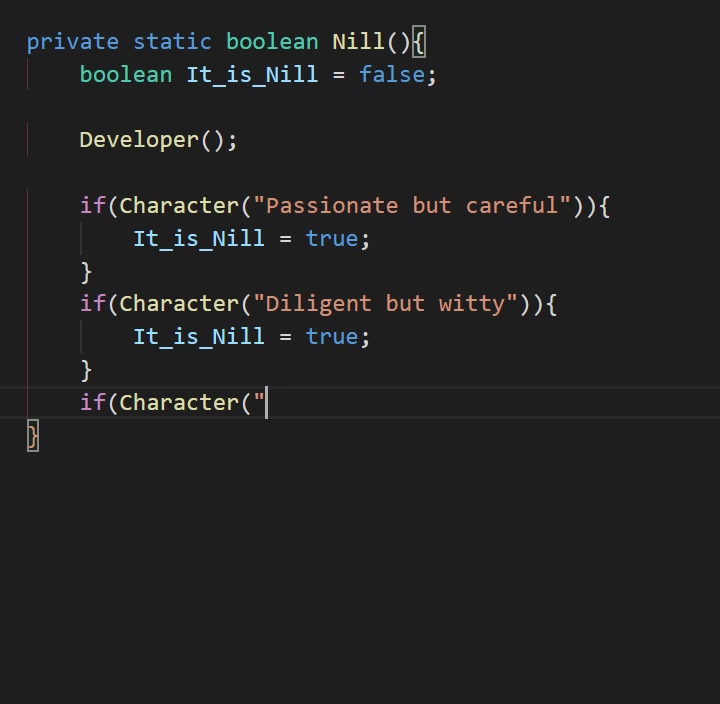 private static boolean Nill(){
    boolean It_is_Nill = false;

    Developer();

    if(Character("Passionate but careful")){
        It_is_Nill = true;
    }
    if(Character("Diligent but witty")){
        It_is_Nill = true;
    }
    if(Character("
}